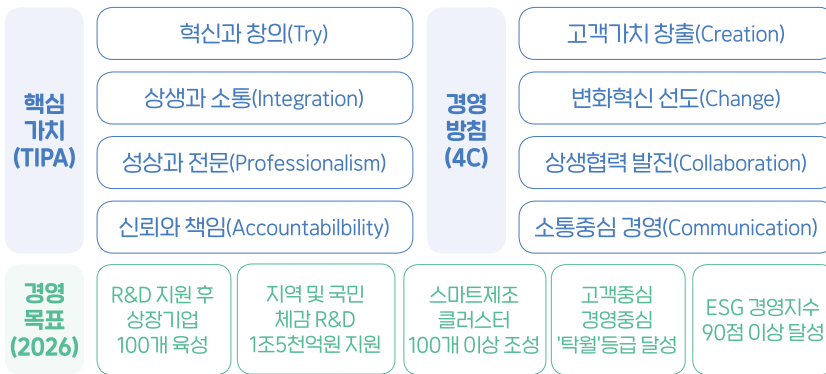 핵심
가치
(TIPA)
혁신과 창의(Try)
상생과 소통(Integration)
성상과 전문(Professionalism)
신뢰와 책임(Accountabilbility)
경영
방침
(4C)
고객가치 창출(Creation)
변화혁신 선도(Change)
상생협력 발전(Collaboration)
소통중심 경영(Communication)
경영
목표
(2026)
R&D 지원 후
상장기업
100개 육성
지역 및 국민
체감 R&D
1조5천억원 지원
스마트제조
클러스터
100개 이상 조성
고객중심
경영중심
'탁월'등급 달성
ESG 경영지수
90점 이상 달성